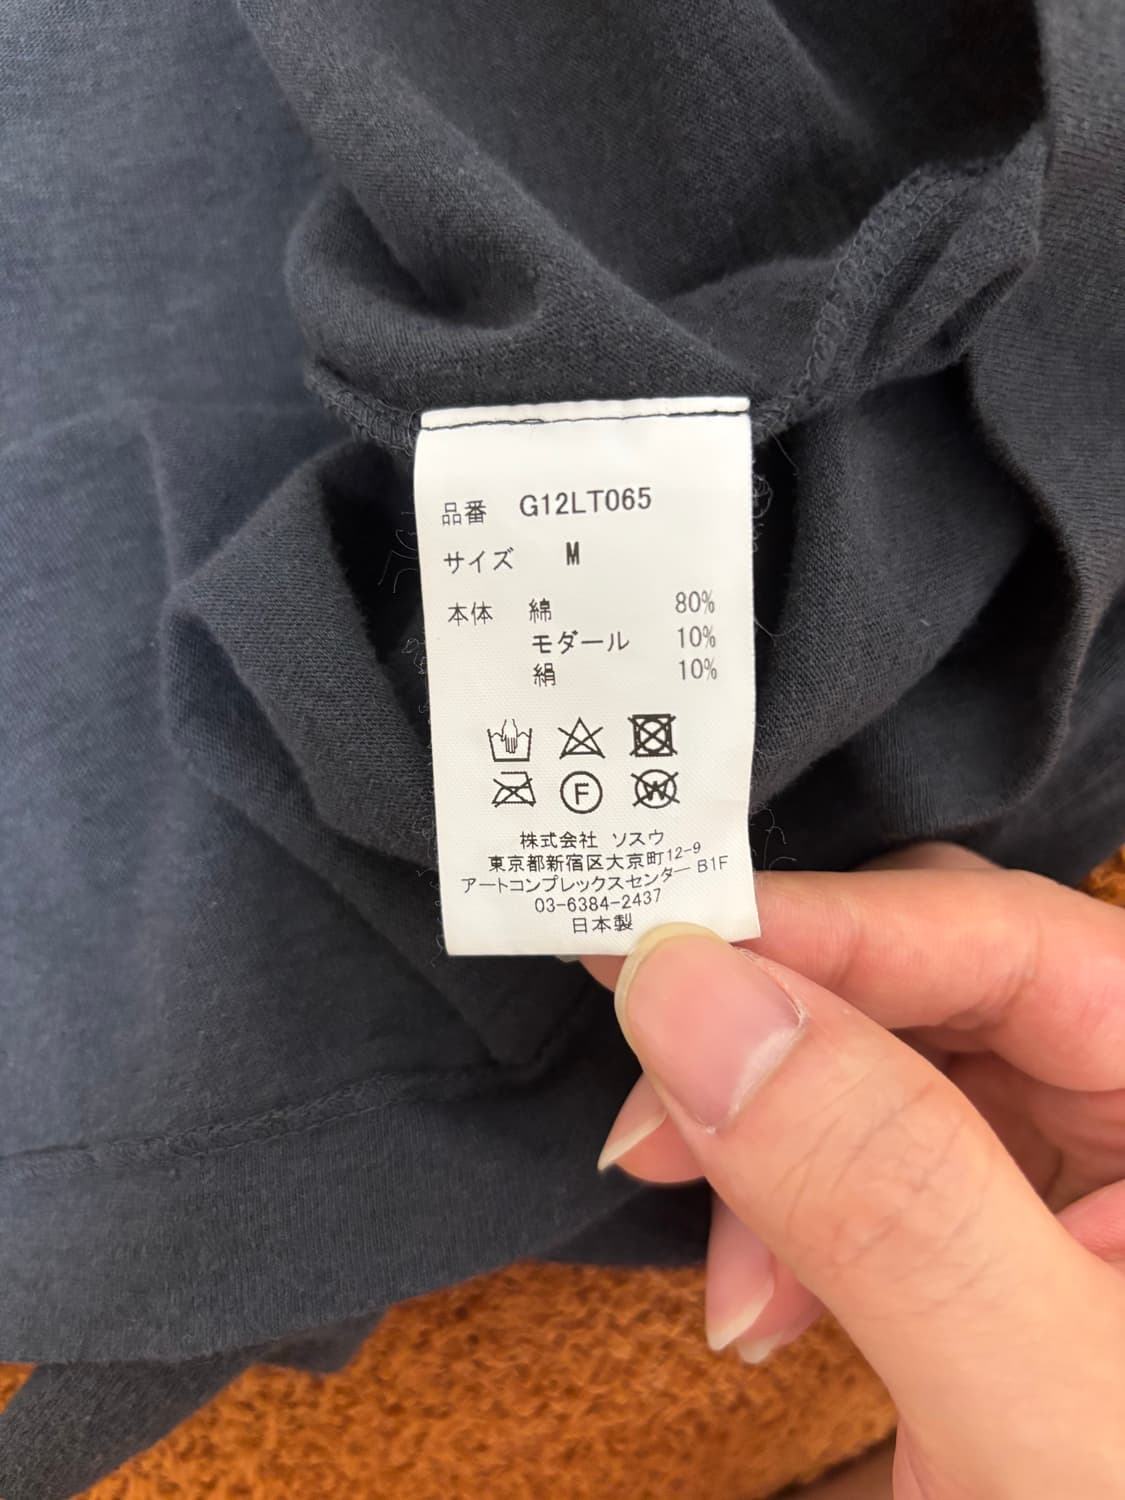 品番 G12LT065
サイズ M
本体 綿 80%
モダール 10%
絹 10%
F W
株式会社 ソスウ
東京都新宿区大京町12-9
アートコンプレックスセンター B1F
03-6384-2437
日本製